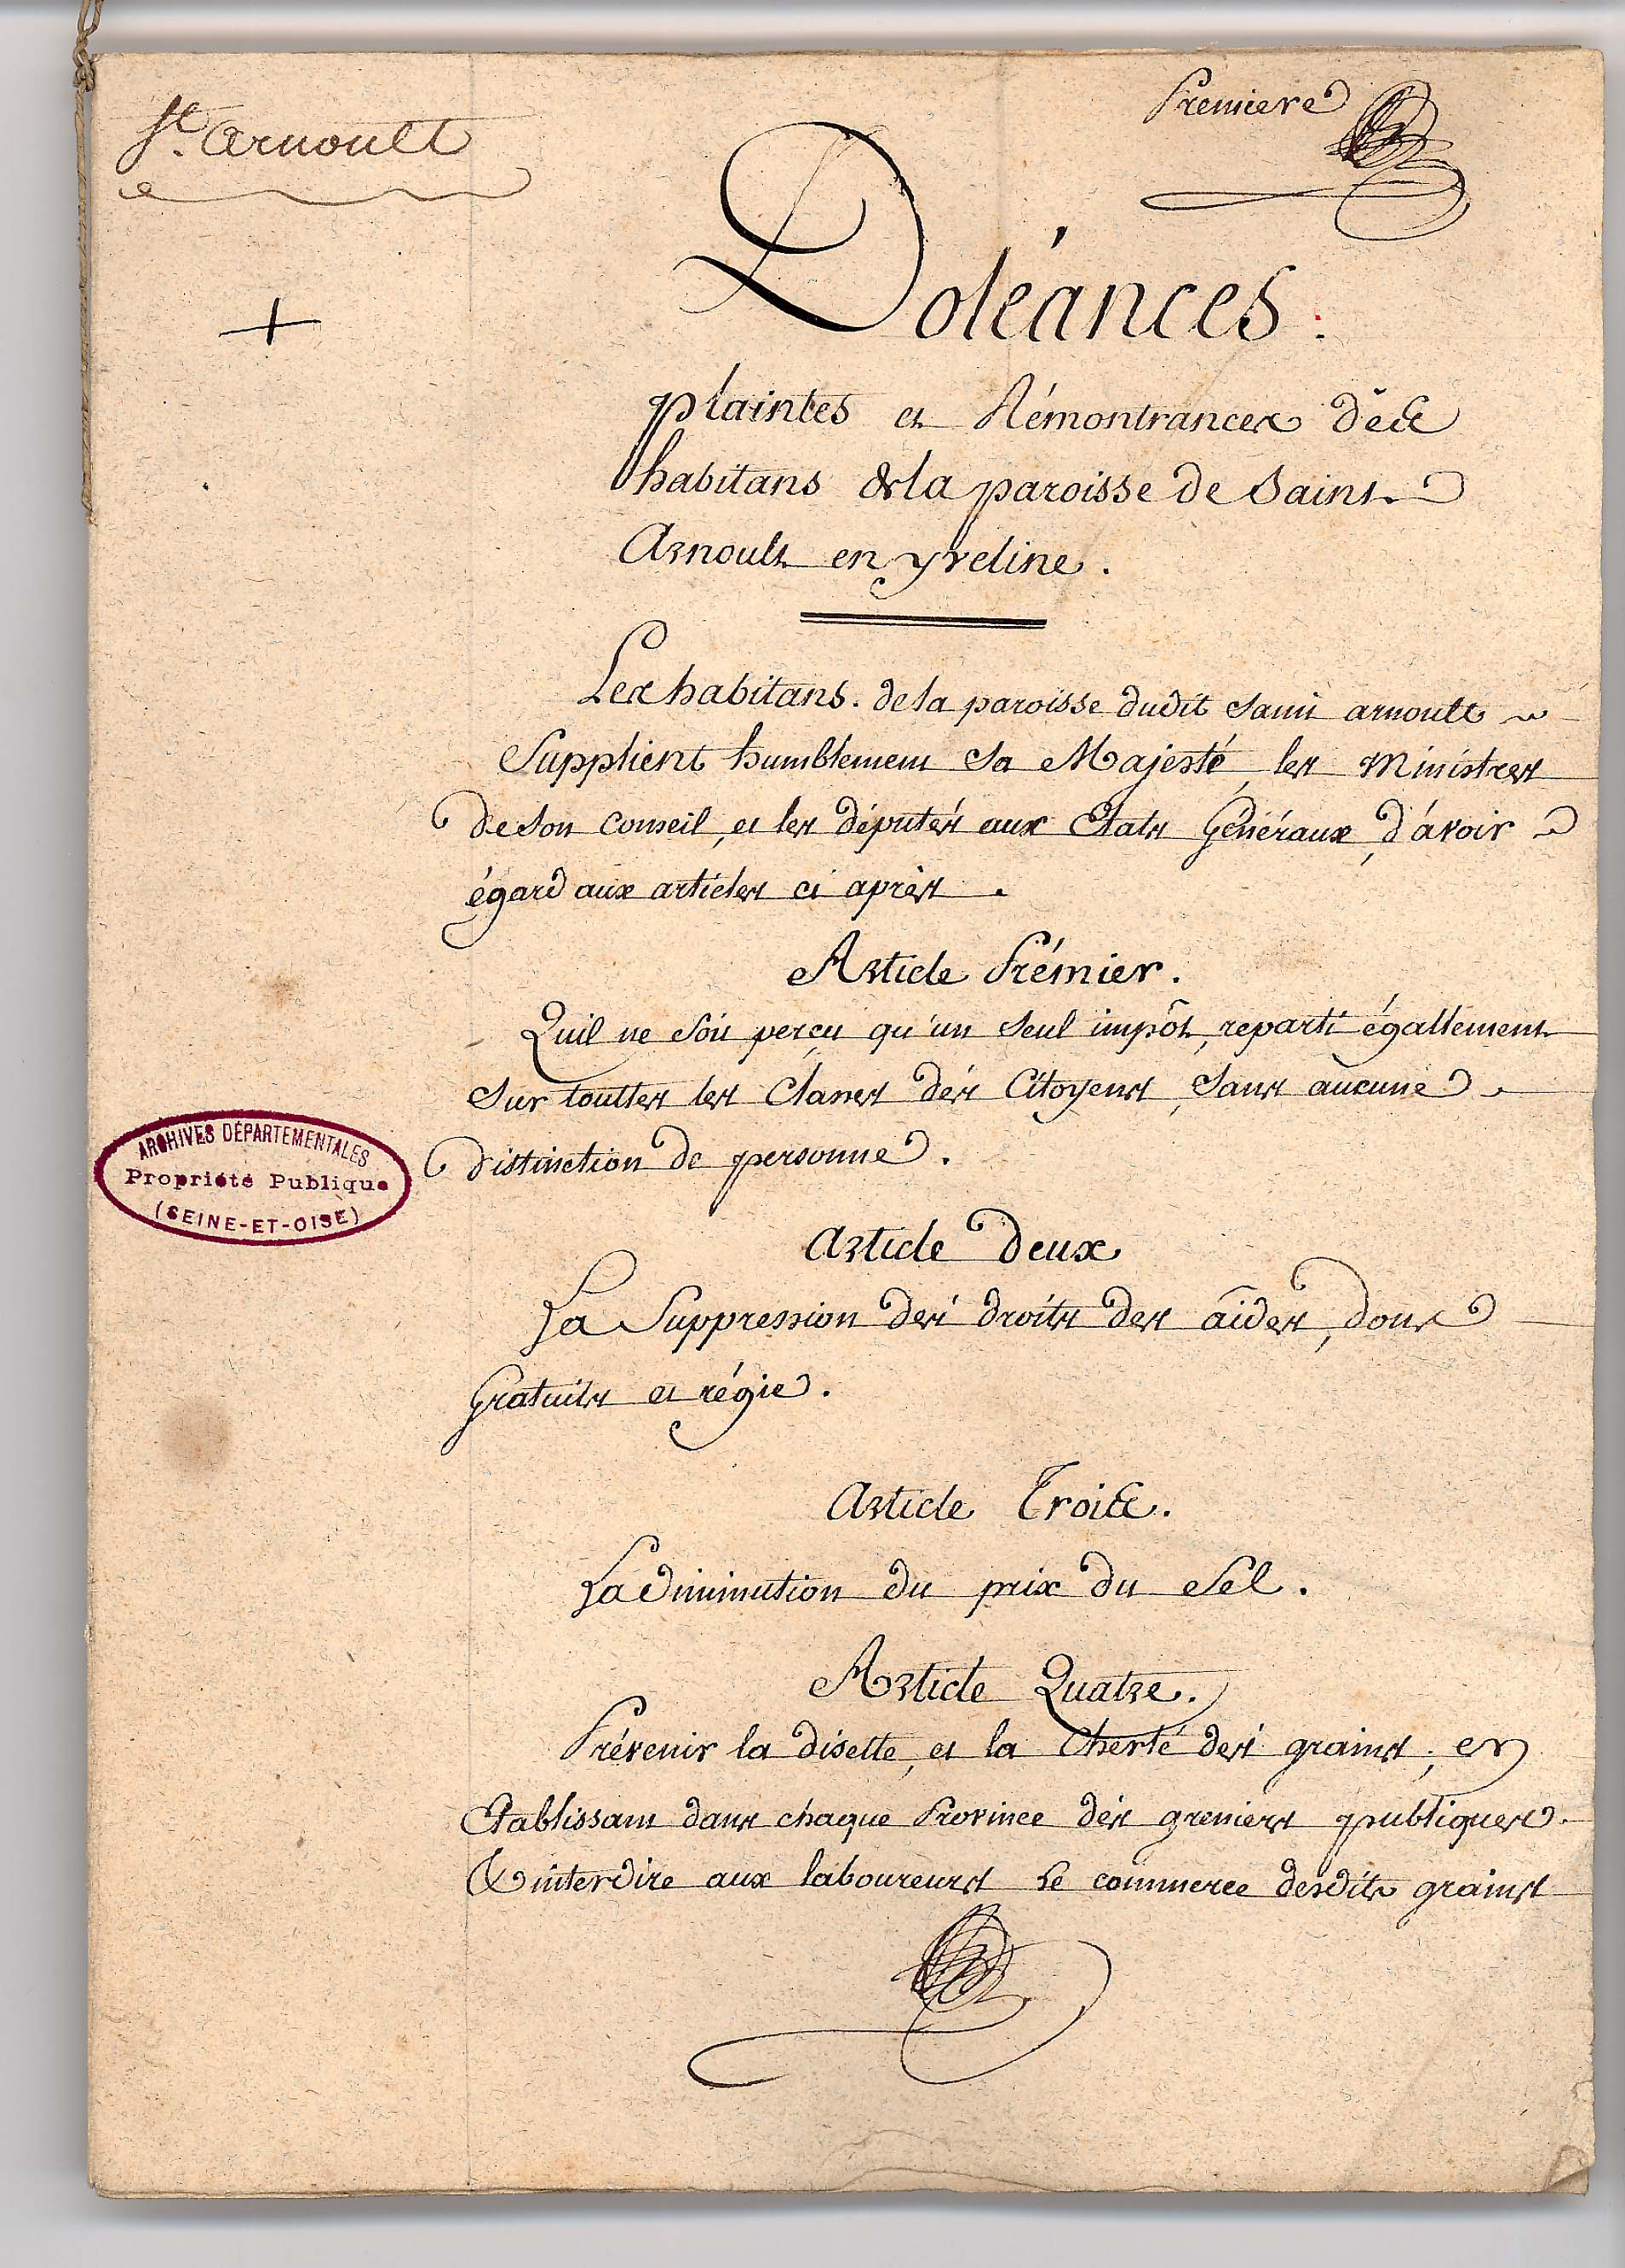 St. Arnoult
Premiere
Doléances.
plaintes et Rémontrances des
habitans de la paroisse de Saint
Arnoult en yveline.
Les habitans de la paroisse dudit Saint arnoult
Supplient humblement Sa Majesté, les Ministres
de Son Conseil, et les députés aux Etats Généraux, d'avoir
égard aux articles ci après.
Article Prémier.
Quil ne Soit perçu qu'un Seul impôt, reparti égallement
Sur touttes les Classes des Citoyens, Sans aucune
distinction de personne.
ARCHIVES DÉPARTEMENTALES
Propriété Publique
(SEINE-ET-OISE)
Article Deux
La Suppression des droits des aides, dons
Gratuits et régie.
Article Trois.
La diminution du prix du Sel.
Article Quatre.
Prévenir la disette, et la Cherté des grains, en
Etablissant dans chaque Province des greniers publiques.
& interdire aux laboureurs le commerce desdits grains